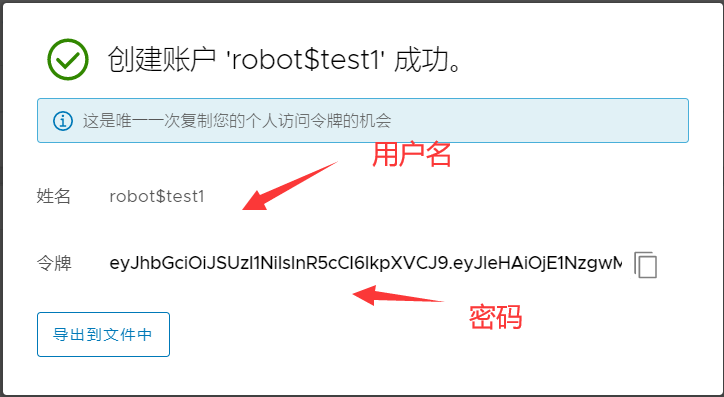 创建账户 'robot$test1' 成功。
这是唯一一次复制您的个人访问令牌的机会
用户名
姓名 robot$test1
令牌 eyJhbGciOiJSUzI1NiIsInR5cCI6IkpXVCJ9.eyJleHAiOjE1NzgwM
密码
导出到文件中